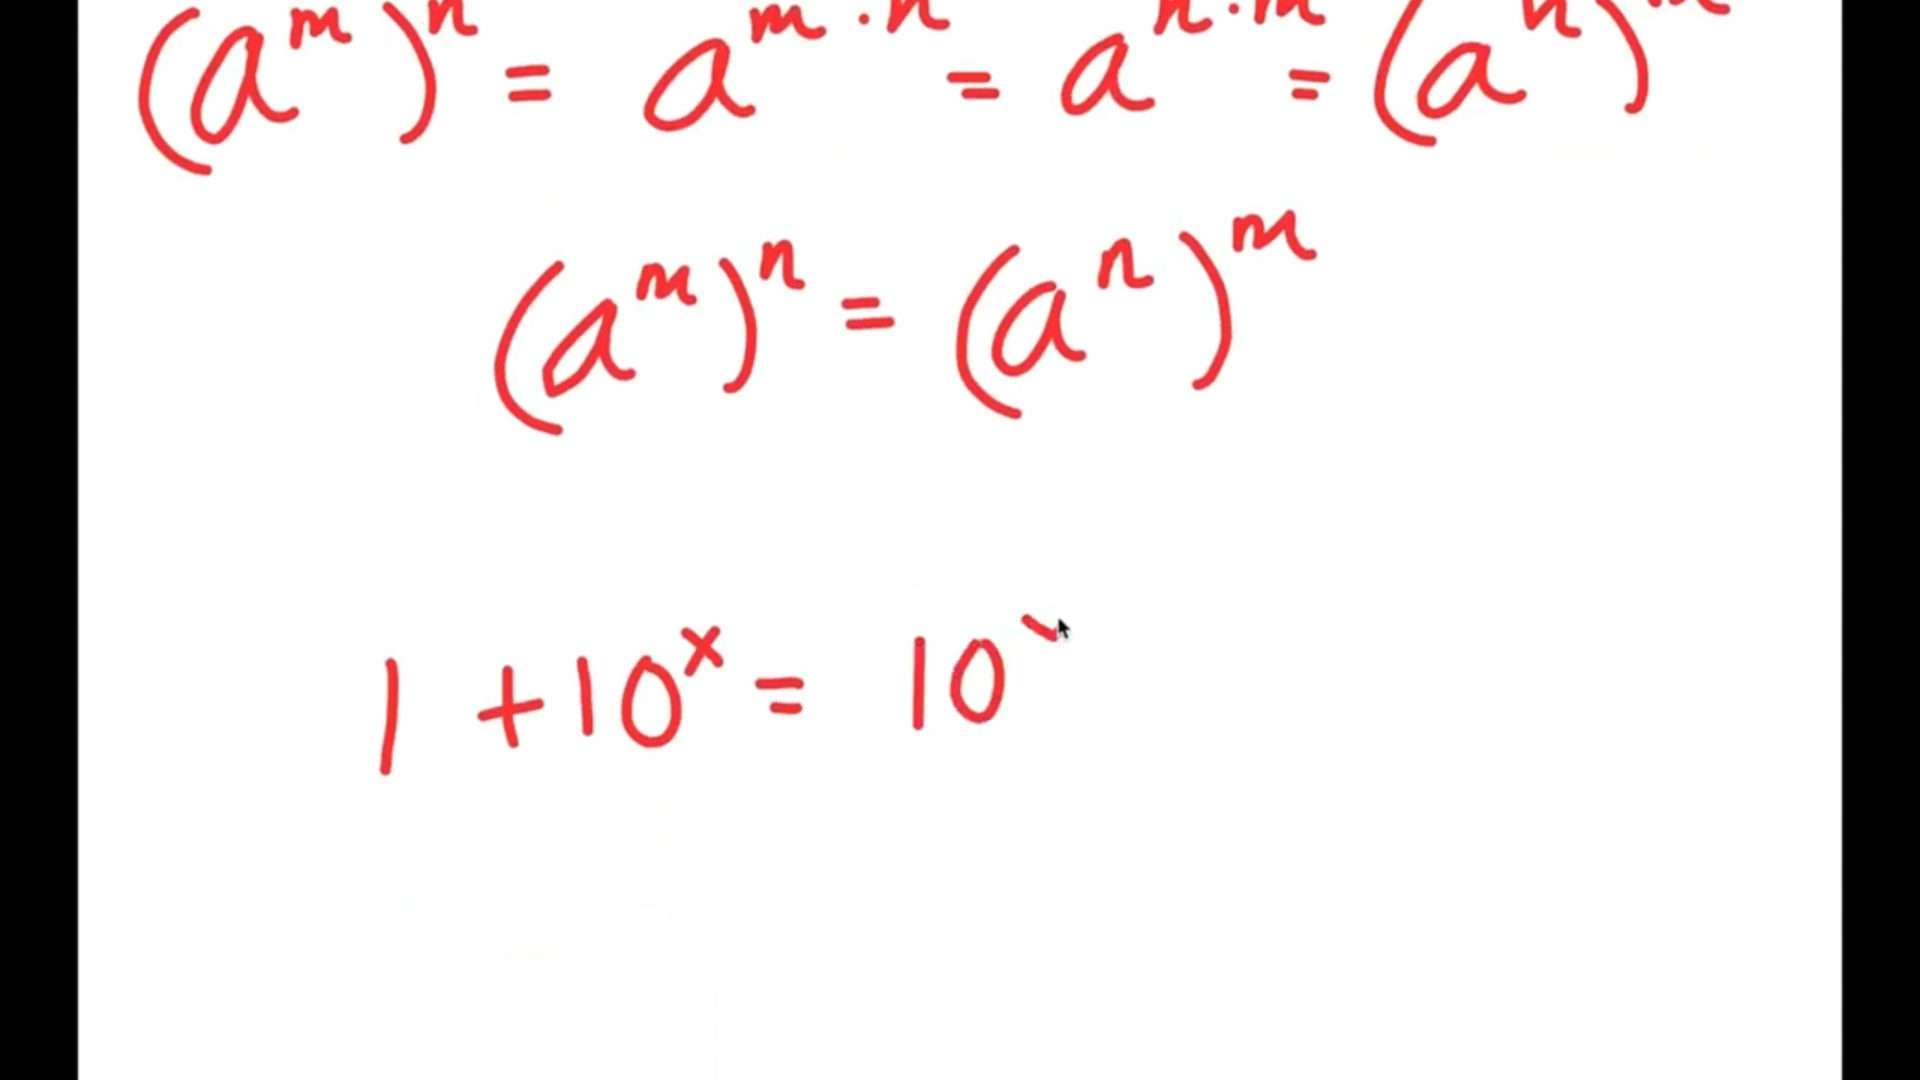 (a^m)^n = a^{m·n} = a^{n·m} = (a^n)^m
(a^m)^n = (a^n)^m
1 + 10^x = 10